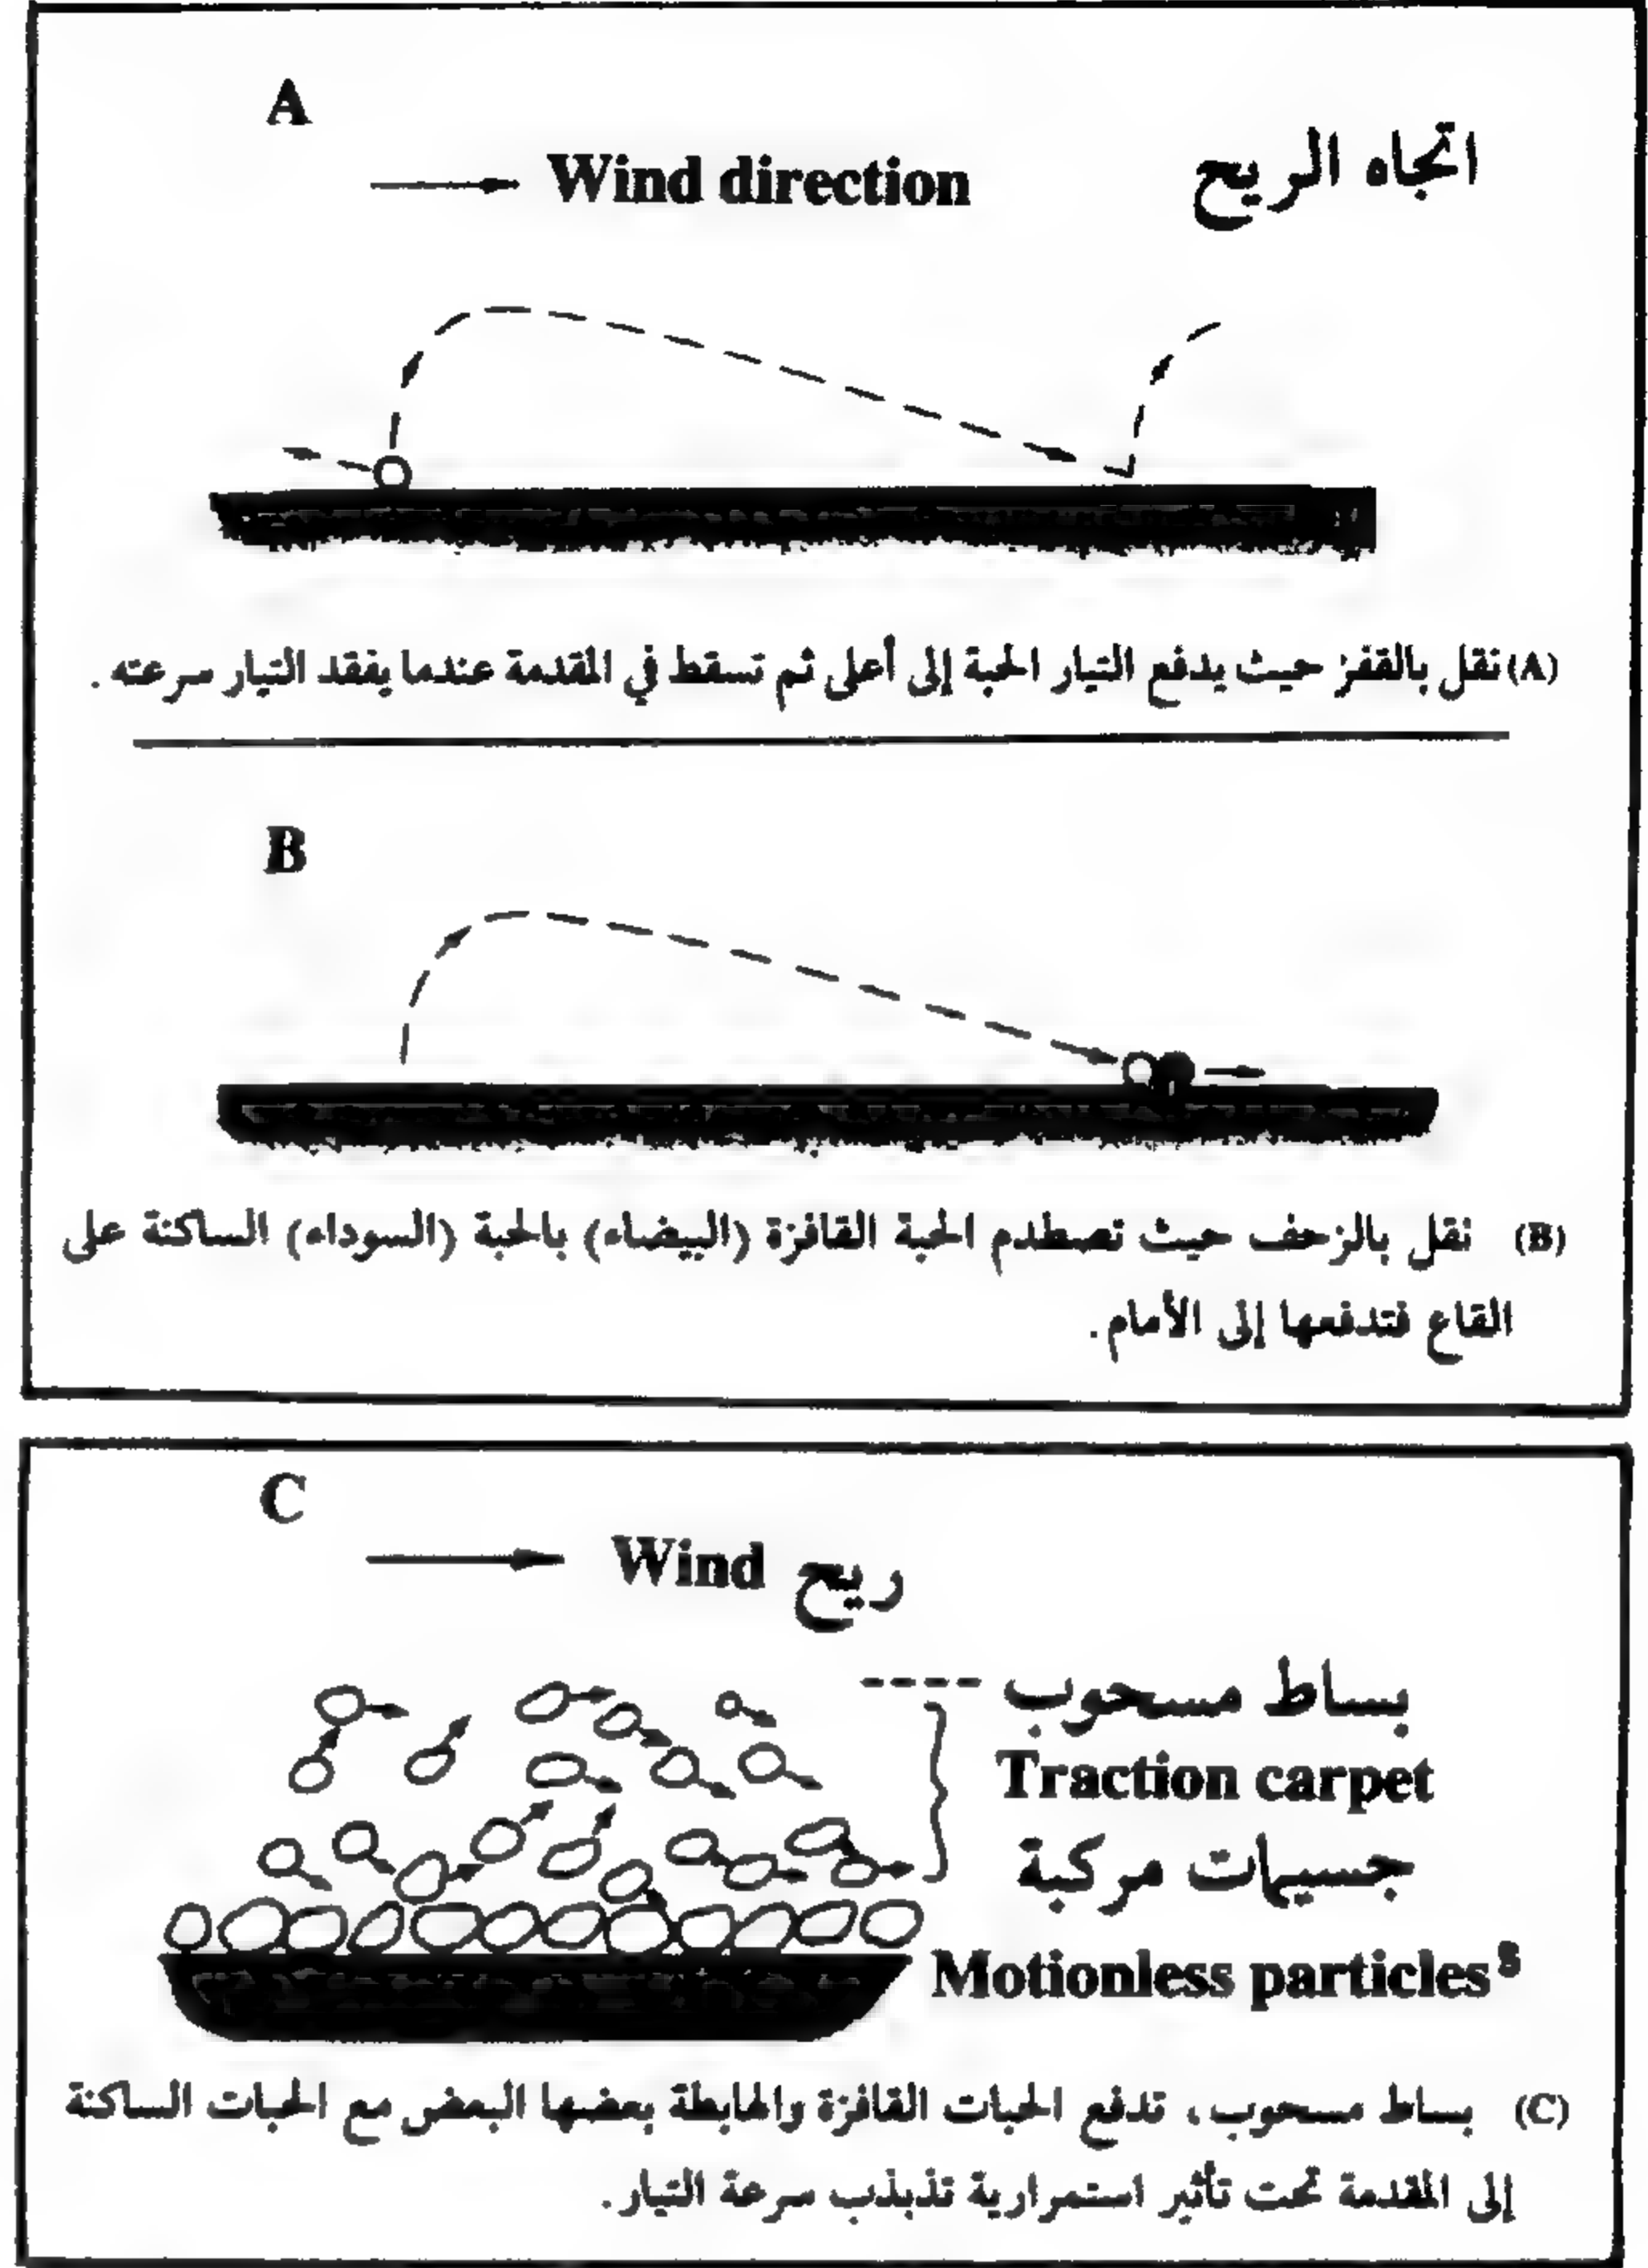 A
Wind direction اتجاه الريح
(A) نقل بالقفز حيث يدفع التيار الحبة إلى أعلى ثم تسقط في المقدمة عندما يفقد التيار سرعته .
B
(B) نقل بالزحف حيث تصطدم الحبة القافزة (البيضاء) بالحبة (السوداء) الساكنة على
القاع فتدفعها إلى الأمام .
C
Wind ريح
بساط مسحوب
Traction carpet
جسيمات مركبة
Motionless particles
(C) بساط مسحوب ، تدفع الحبات القافزة والهابطة بعضها البعض مع الحبات الساكنة
إلى المقدمة تحت تأثير استمرارية تذبذب سرعة التيار .